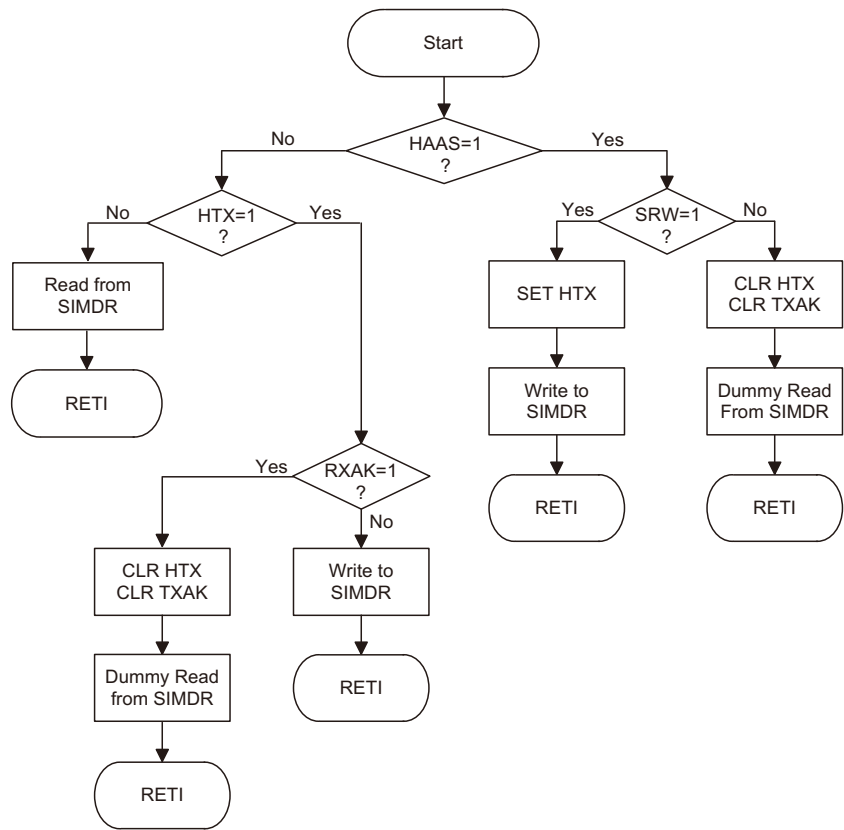 Start
HAAS=1
?
No
Yes
HTX=1
?
No
Yes
SRW=1
?
Yes
No
Read from
SIMDR
SET HTX
CLR HTX
CLR TXAK
RETI
Write to
SIMDR
Dummy Read
From SIMDR
RXAK=1
?
Yes
No
RETI
RETI
CLR HTX
CLR TXAK
Write to
SIMDR
Dummy Read
from SIMDR
RETI
RETI